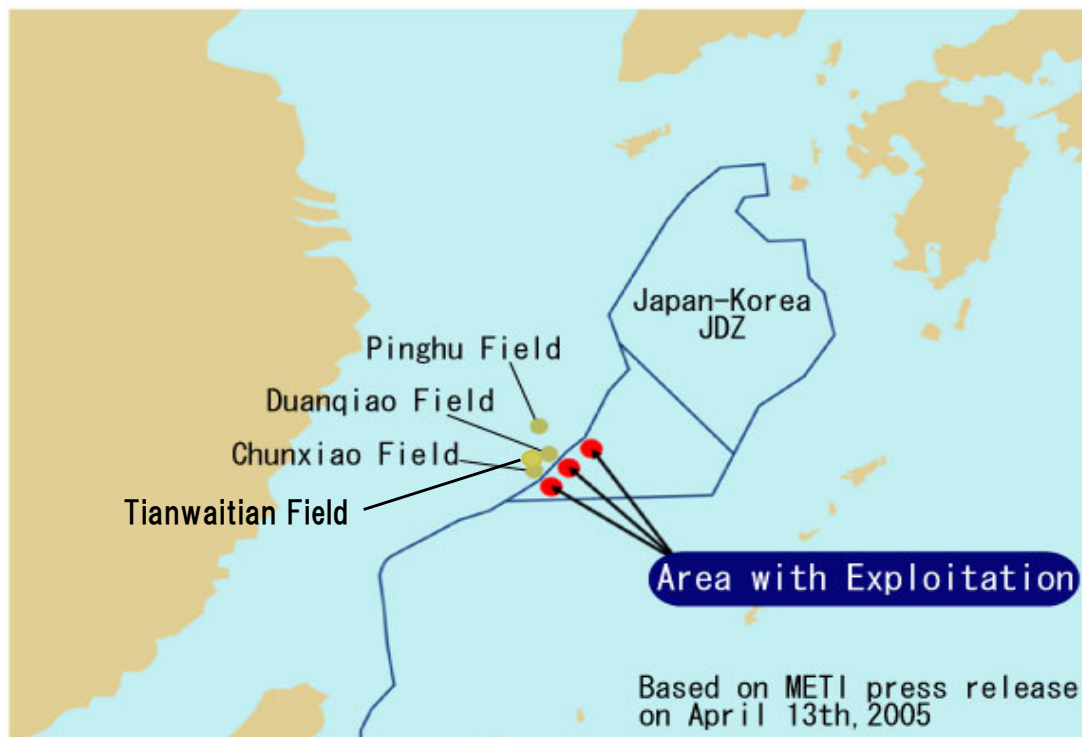 Japan-Korea
JDZ
Pinghu Field
Duanqiao Field
Chunxiao Field
Tianwaitian Field
Area with Exploitation
Based on METI press release
on April 13th,2005